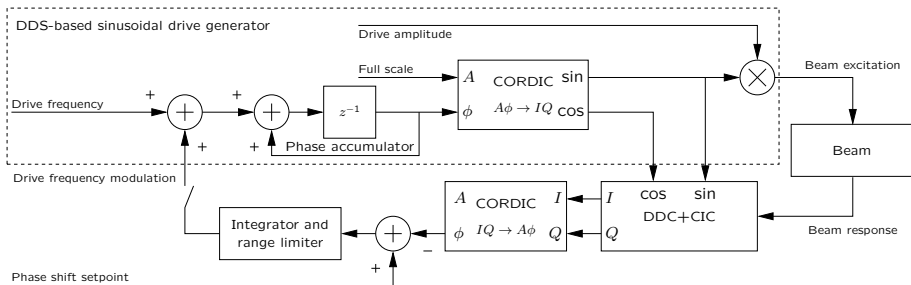 DDS-based sinusoidal drive generator
Drive amplitude
Full scale
Beam excitation
Drive frequency
+
+
+
+
+
+
z⁻¹
Phase accumulator
A
CORDIC
sin
ϕ
Aϕ → IQ
cos
×
Beam
Drive frequency modulation
+
Integrator and
range limiter
+
−
+
A
CORDIC
I
ϕ
IQ → Aϕ
Q
cos
sin
I
DDC+CIC
Q
Beam response
Phase shift setpoint